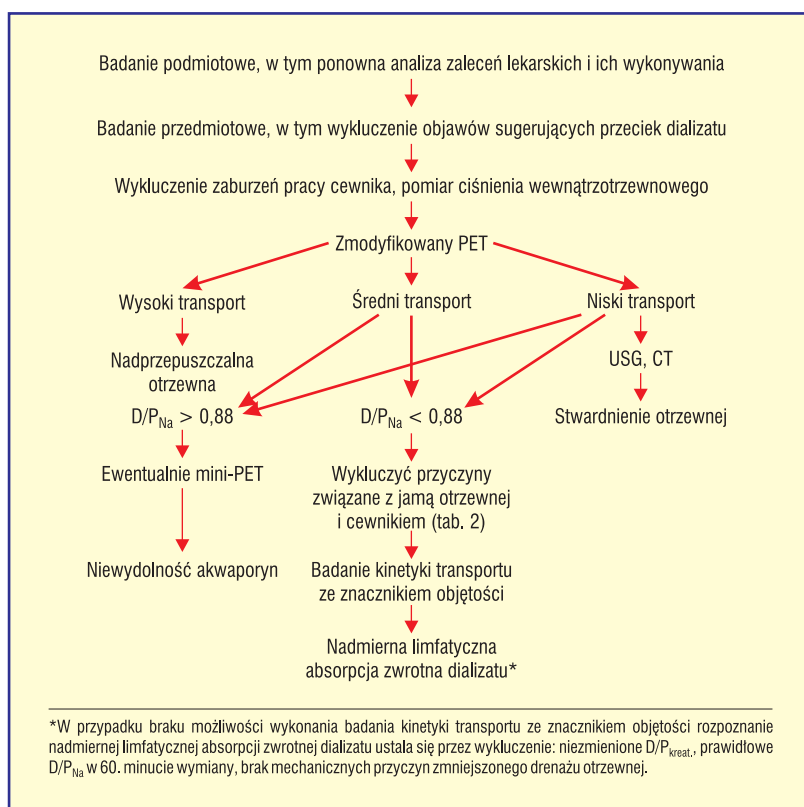 Badanie podmiotowe, w tym ponowna analiza zaleceń lekarskich i ich wykonywania
Badanie przedmiotowe, w tym wykluczenie objawów sugerujących przeciek dializatu
Wykluczenie zaburzeń pracy cewnika, pomiar ciśnienia wewnątrzotrzewnowego
Zmodyfikowany PET
Wysoki transport
Średni transport
Niski transport
Nadprzepuszczalna
otrzewna
USG, CT
D/PNa > 0,88
D/PNa < 0,88
Stwardnienie otrzewnej
Ewentualnie mini-PET
Wykluczyć przyczyny
związane z jamą otrzewnej
i cewnikiem (tab. 2)
Niewydolność akwaporyn
Badanie kinetyki transportu
ze znacznikiem objętości
Nadmierna limfatyczna
absorpcja zwrotna dializatu*
*W przypadku braku możliwości wykonania badania kinetyki transportu ze znacznikiem objętości rozpoznanie
nadmiernej limfatycznej absorpcji zwrotnej dializatu ustala się przez wykluczenie: niezmienione D/Pkreat., prawidłowe
D/PNa w 60. minucie wymiany, brak mechanicznych przyczyn zmniejszonego drenażu otrzewnej.